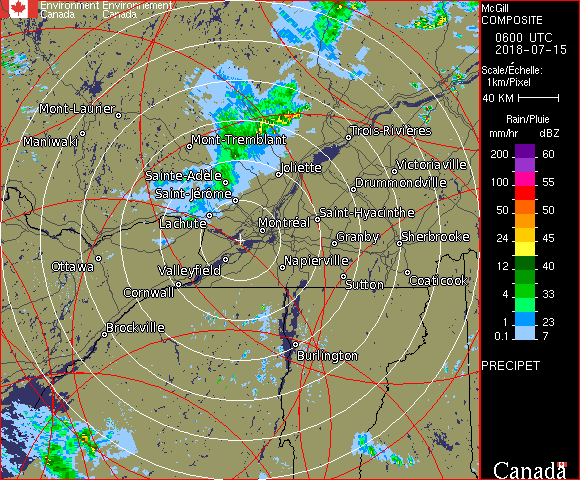 Environment Environnement
Canada Canada
McGill
COMPOSITE
0600 UTC
2018-07-15
Scale/Échelle:
1km/Pixel
40 KM
Rain/Pluie
mm/hr dBZ
200 60
100 55
50 50
24 45
12 40
4 33
1 23
0.1 7
PRECIPET
Canada
Mont-Laurier
Maniwaki
Mont-Tremblant
Trois-Rivières
Joliette
Victoriaville
Sainte-Adèle
Drummondville
Saint-Jérôme
Saint-Hyacinthe
Lachute
Montréal
Granby
Sherbrooke
Ottawa
Valleyfield
Napierville
Cornwall
Sutton
Coaticook
Brockville
Burlington